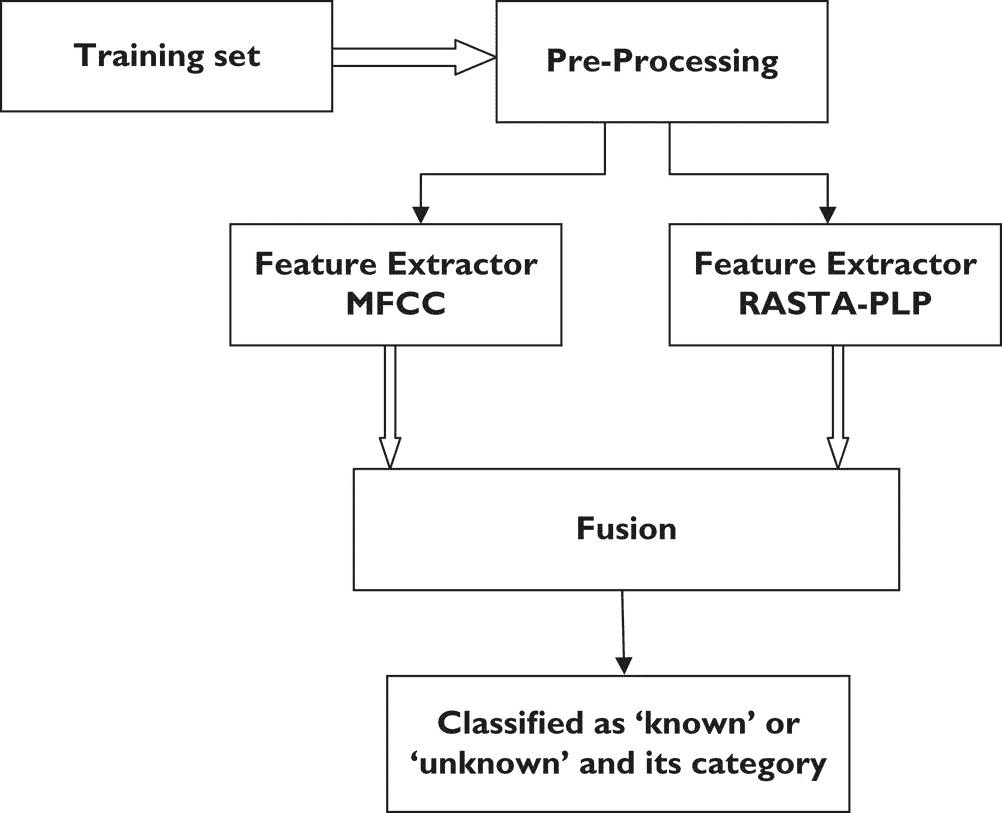 Training set
Pre-Processing
Feature Extractor
MFCC
Feature Extractor
RASTA-PLP
Fusion
Classified as ‘known’ or
‘unknown’ and its category